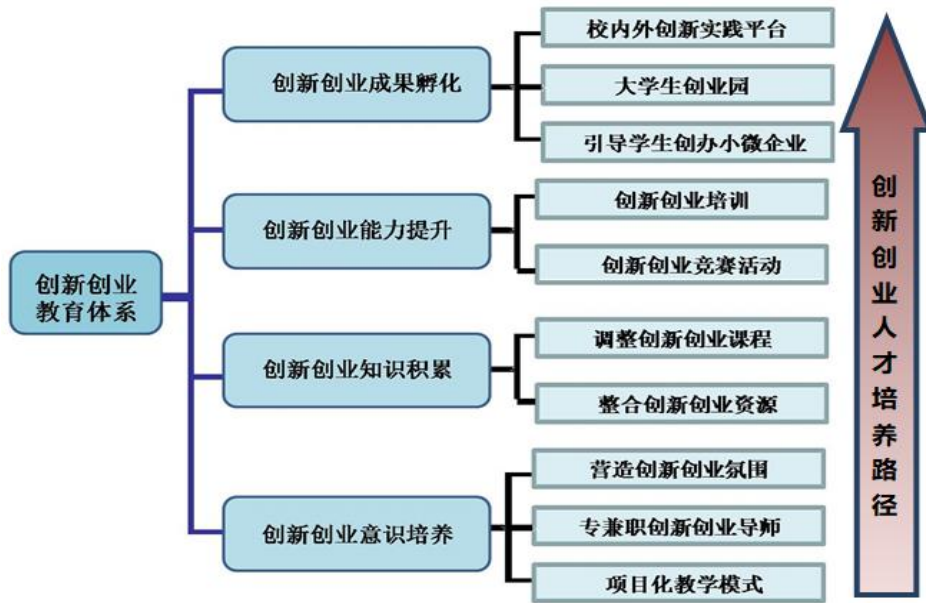 创新创业
教育体系
创新创业成果孵化
校内外创新实践平台
大学生创业园
引导学生创办小微企业
创新创业能力提升
创新创业培训
创新创业竞赛活动
创新创业知识积累
调整创新创业课程
整合创新创业资源
创新创业意识培养
营造创新创业氛围
专兼职创新创业导师
项目化教学模式
创新创业人才培养路径